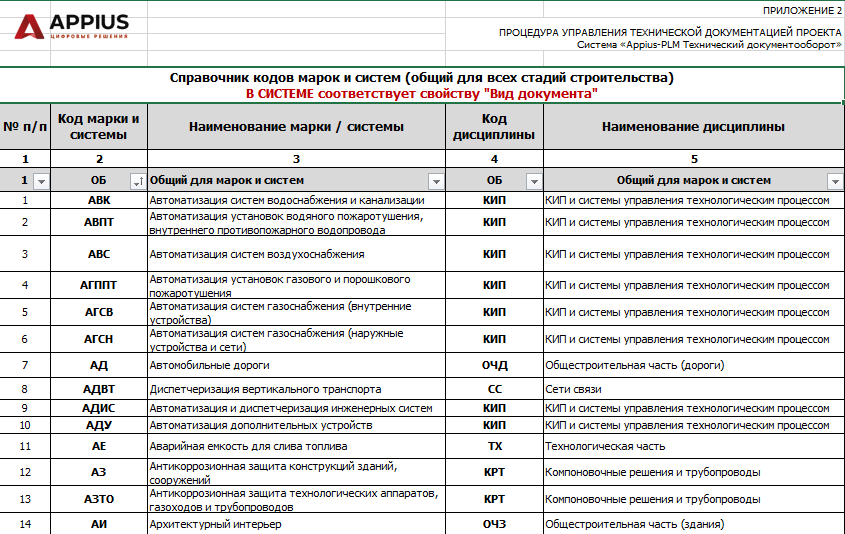 APPIUS
ЦИФРОВЫЕ РЕШЕНИЯ
ПРИЛОЖЕНИЕ 2
ПРОЦЕДУРА УПРАВЛЕНИЯ ТЕХНИЧЕСКОЙ ДОКУМЕНТАЦИЕЙ ПРОЕКТА
Система «Appius-PLM Технический документооборот»
Справочник кодов марок и систем (общий для всех стадий строительства)
В СИСТЕМЕ соответствует свойству "Вид документа"
№ п/п Код марки и системы Наименование марки / системы Код дисциплины Наименование дисциплины
1 2 3 4 5
1 ОБ Общий для марок и систем ОБ Общий для марок и систем
1 АВК Автоматизация систем водоснабжения и канализации КИП КИП и системы управления технологическим процессом
2 АВПТ Автоматизация установок водяного пожаротушения, внутреннего противопожарного водопровода КИП КИП и системы управления технологическим процессом
3 АВС Автоматизация систем воздухоснабжения КИП КИП и системы управления технологическим процессом
4 АГППТ Автоматизация установок газового и порошкового пожаротушения КИП КИП и системы управления технологическим процессом
5 АГСВ Автоматизация систем газоснабжения (внутренние устройства) КИП КИП и системы управления технологическим процессом
6 АГСН Автоматизация систем газоснабжения (наружные устройства и сети) КИП КИП и системы управления технологическим процессом
7 АД Автомобильные дороги ОЧД Общестроительная часть (дороги)
8 АДВТ Диспетчеризация вертикального транспорта СС Сети связи
9 АДИС Автоматизация и диспетчеризация инженерных систем КИП КИП и системы управления технологическим процессом
10 АДУ Автоматизация дополнительных устройств КИП КИП и системы управления технологическим процессом
11 АЕ Аварийная емкость для слива топлива ТХ Технологическая часть
12 АЗ Антикоррозионная защита конструкций зданий, сооружений КРТ Компоновочные решения и трубопроводы
13 АЗТО Антикоррозионная защита технологических аппаратов, газоходов и трубопроводов КРТ Компоновочные решения и трубопроводы
14 АИ Архитектурный интерьер ОЧЗ Общестроительная часть (здания)